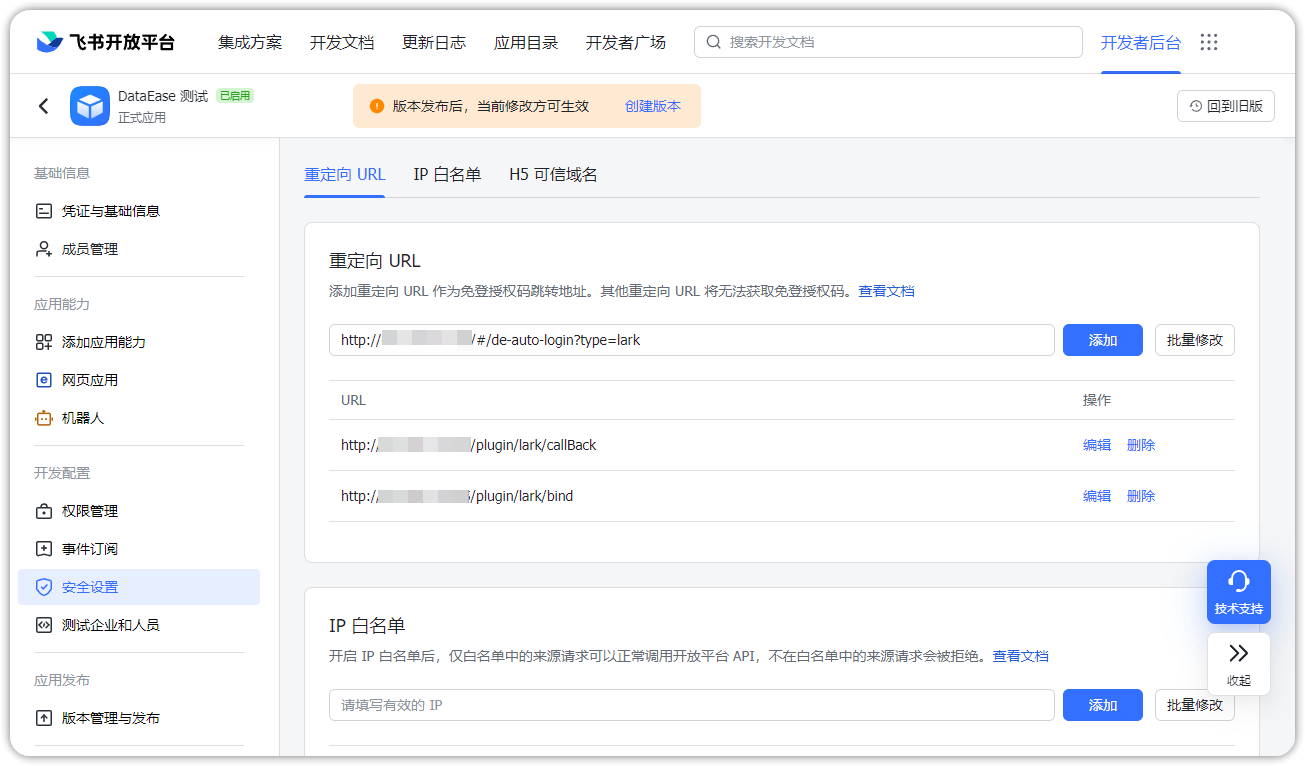 飞书开放平台 集成方案 开发文档 更新日志 应用目录 开发者广场 搜索开发文档 开发者后台
DataEase 测试 已启用
正式应用
版本发布后，当前修改方可生效 创建版本
回到旧版
基础信息
凭证与基础信息
成员管理
应用能力
添加应用能力
网页应用
机器人
开发配置
权限管理
事件订阅
安全设置
测试企业和人员
应用发布
版本管理与发布
重定向 URL IP 白名单 H5 可信域名
重定向 URL
添加重定向 URL 作为免登授权码跳转地址。其他重定向 URL 将无法获取免登授权码。查看文档
http:// /#/de-auto-login?type=lark 添加 批量修改
URL 操作
http:// /plugin/lark/callBack 编辑 删除
http:// /plugin/lark/bind 编辑 删除
IP 白名单
开启 IP 白名单后，仅白名单中的来源请求可以正常调用开放平台 API，不在白名单中的来源请求会被拒绝。查看文档
请填写有效的 IP 添加 批量修改
技术支持
收起